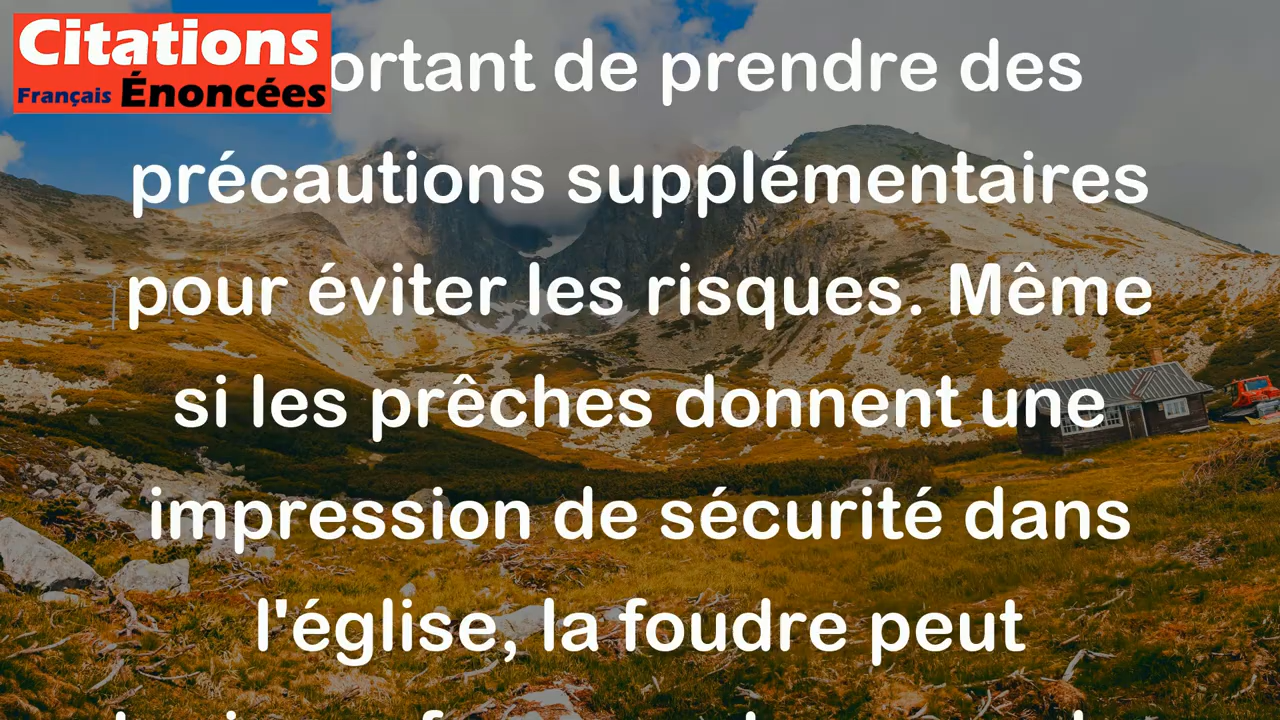 Citations
Français Énoncées
ortant de prendre des
précautions supplémentaires
pour éviter les risques. Même
si les prêches donnent une
impression de sécurité dans
l'église, la foudre peut